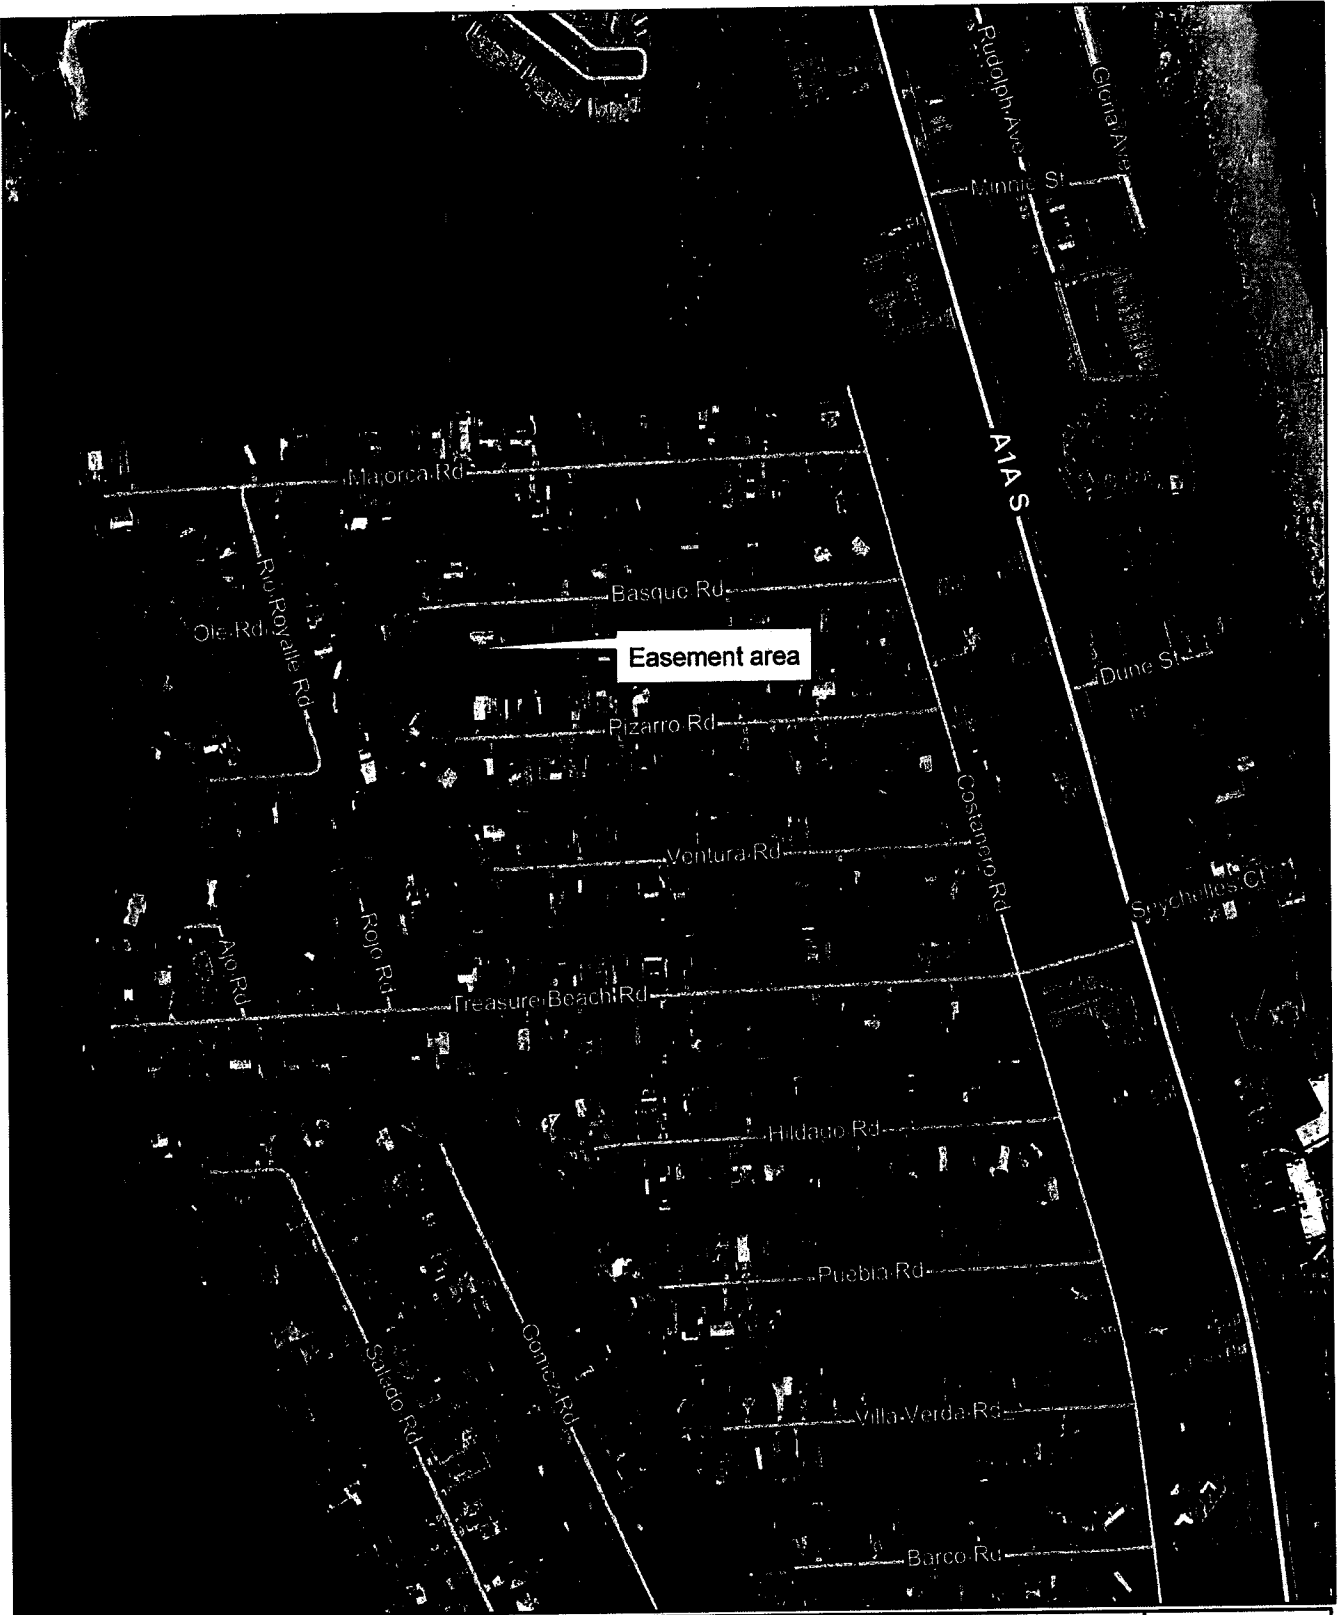 Rudolph Ave
Gloria Ave
Minnie St
A1A S
Majorca Rd
Rio Royalle Rd
Basque Rd
Ole Rd
Easement area
Dune St
Pizarro Rd
Costanero Rd
Ventura Rd
Seychelles Ct
Rojo Rd
Ajo Rd
Treasure Beach Rd
Hildago Rd
Puebla Rd
Gomez Rd
Salado Rd
Villa Verda Rd
Barco Rd